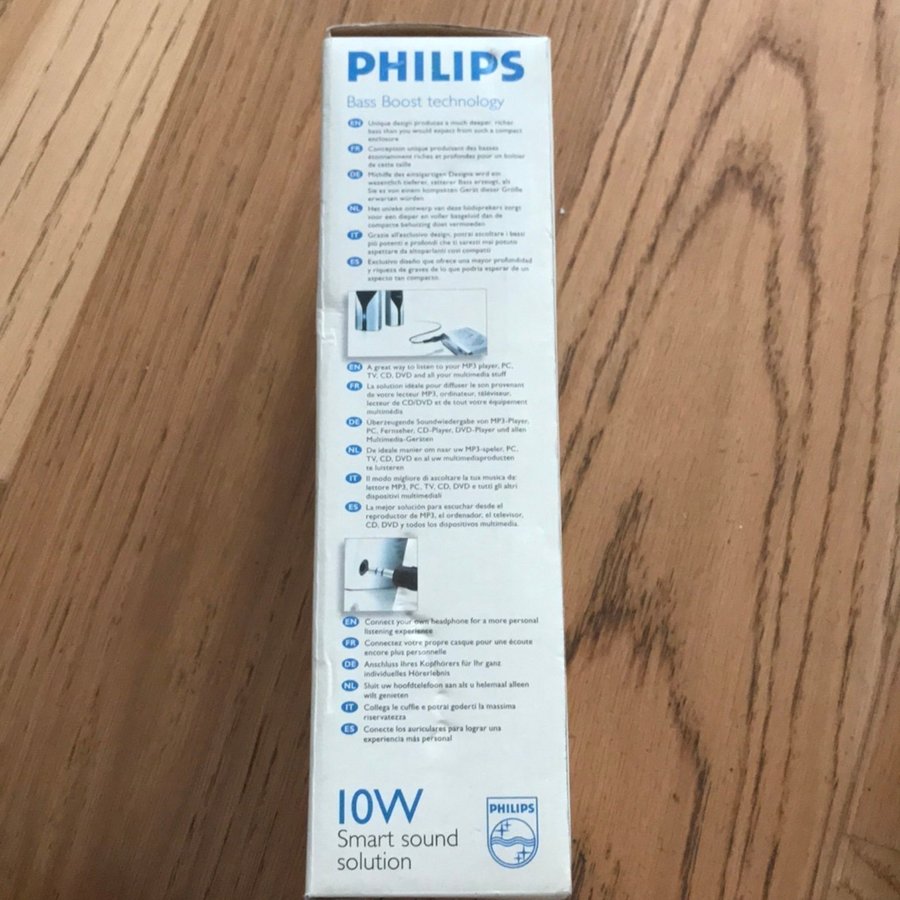 PHILIPS
Bass Boost technology
EN Unique design produces a much deeper, richer
bass than you would expect from such a compact
enclosure
FR Conception unique produisant des basses
étonnamment riches et profondes pour un boîtier
de cette taille
DE Mithilfe des einzigartigen Designs wird ein
wesentlich tieferer, satterer Bass erzeugt, als
Sie es von einem kompakten Gerät dieser Größe
erwarten würden
NL Het unieke ontwerp van deze luidsprekers zorgt
voor een dieper en voller basgeluid dan de
compacte behuizing doet vermoeden
IT Grazie all'esclusivo design, potrai ascoltare i bassi
più potenti e profondi che ti saresti mai potuto
aspettare da altoparlanti così compatti
ES Exclusivo diseño que ofrece una mayor profundidad
y riqueza de graves de lo que podría esperar de un
aspecto tan compacto.
EN A great way to listen to your MP3 player, PC,
TV, CD, DVD and all your multimedia stuff
FR La solution idéale pour diffuser le son provenant
de votre lecteur MP3, ordinateur, téléviseur,
lecteur de CD/DVD et de tout votre équipement
multimédia
DE Überzeugende Soundwiedergabe von MP3-Player,
PC, Fernseher, CD-Player, DVD-Player und allen
Multimedia-Geräten
NL De ideale manier om naar uw MP3-speler, PC,
TV, CD, DVD en al uw multimediaproducten
te luisteren
IT Il modo migliore di ascoltare la tua musica da:
lettore MP3, PC, TV, CD, DVD e tutti gli altri
dispositivi multimediali
ES La mejor solución para escuchar desde el
reproductor de MP3, el ordenador, el televisor,
CD, DVD y todos los dispositivos multimedia.
EN Connect your own headphone for a more personal
listening experience
FR Connectez votre propre casque pour une écoute
encore plus personnelle
DE Anschluss Ihres Kopfhörers für Ihr ganz
individuelles Hörerlebnis
NL Sluit uw hoofdtelefoon aan als u helemaal alleen
wilt genieten
IT Collega le cuffie e potrai goderti la massima
riservatezza
ES Conecte los auriculares para lograr una
experiencia más personal
10W
Smart sound
solution
PHILIPS